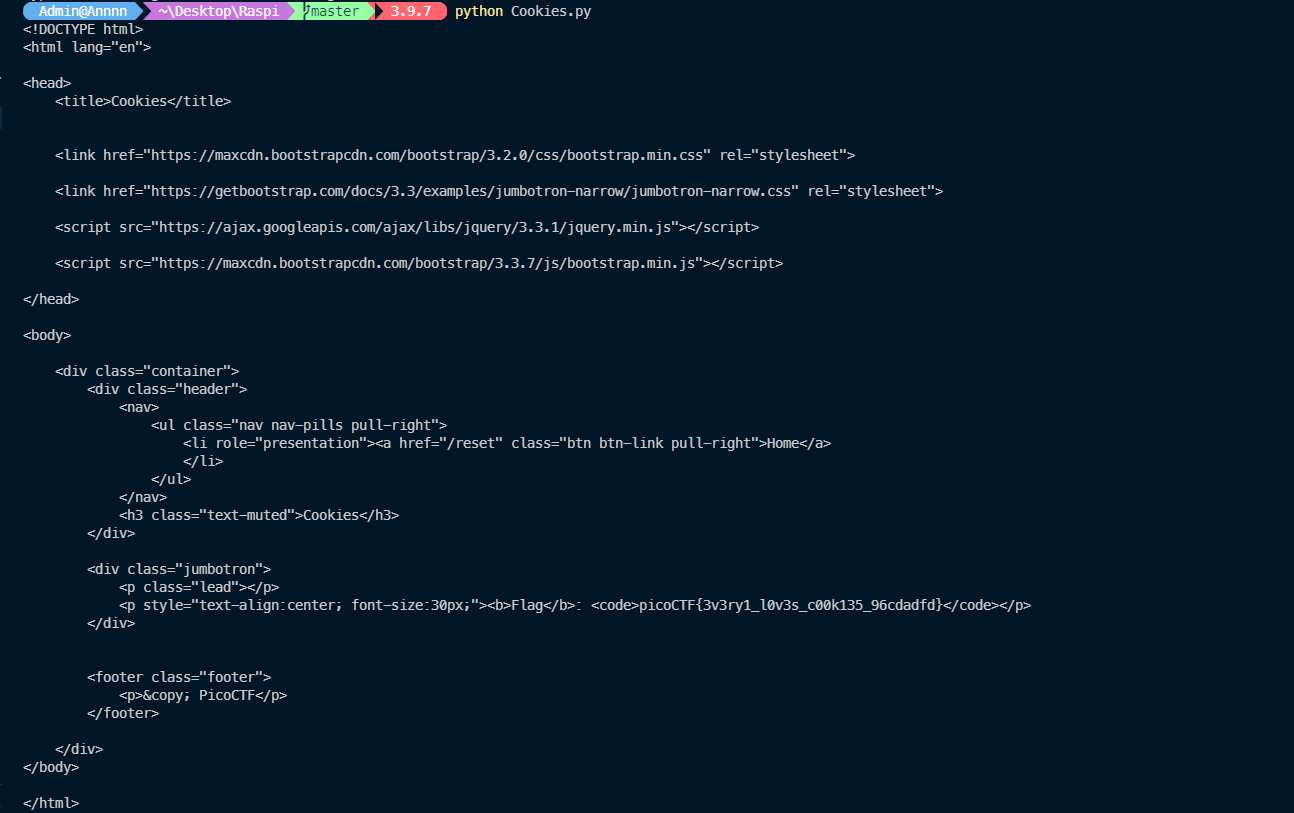 Admin@Annnn ~\Desktop\Raspi master 3.9.7 python Cookies.py
<!DOCTYPE html>
<html lang="en">
<head>
    <title>Cookies</title>
    <link href="https://maxcdn.bootstrapcdn.com/bootstrap/3.2.0/css/bootstrap.min.css" rel="stylesheet">
    <link href="https://getbootstrap.com/docs/3.3/examples/jumbotron-narrow/jumbotron-narrow.css" rel="stylesheet">
    <script src="https://ajax.googleapis.com/ajax/libs/jquery/3.3.1/jquery.min.js"></script>
    <script src="https://maxcdn.bootstrapcdn.com/bootstrap/3.3.7/js/bootstrap.min.js"></script>
</head>
<body>
    <div class="container">
        <div class="header">
            <nav>
                <ul class="nav nav-pills pull-right">
                    <li role="presentation"><a href="/reset" class="btn btn-link pull-right">Home</a>
                    </li>
                </ul>
            </nav>
            <h3 class="text-muted">Cookies</h3>
        </div>
        <div class="jumbotron">
            <p class="lead"></p>
            <p style="text-align:center; font-size:30px;"><b>Flag</b>: <code>picoCTF{3v3ry1_l0v3s_c00k135_96cdadfd}</code></p>
        </div>
        <footer class="footer">
            <p>&copy; PicoCTF</p>
        </footer>
    </div>
</body>
</html>